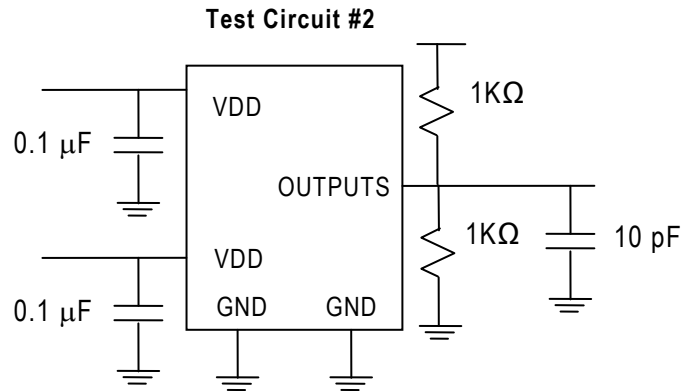 Test Circuit #2
1KΩ
VDD
0.1 μF
OUTPUTS
1KΩ
10 pF
VDD
0.1 μF
GND
GND